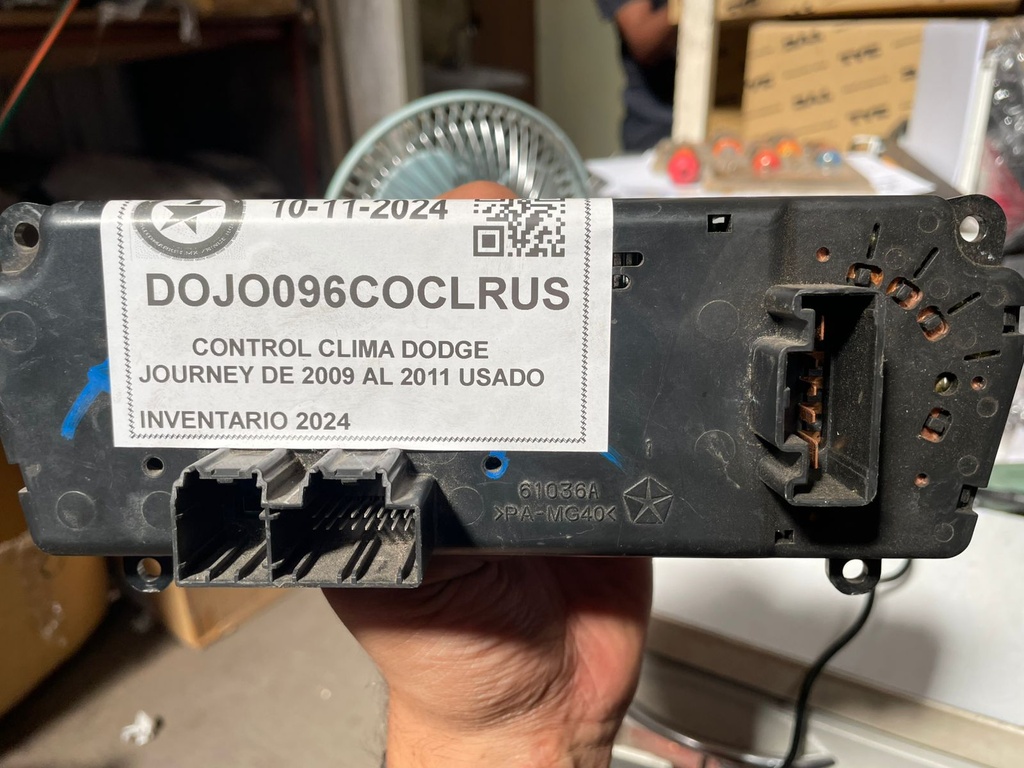 10-11-2024
DOJO096COCLRUS
CONTROL CLIMA DODGE
JOURNEY DE 2009 AL 2011 USADO
INVENTARIO 2024
61036A
>PA-MG40<